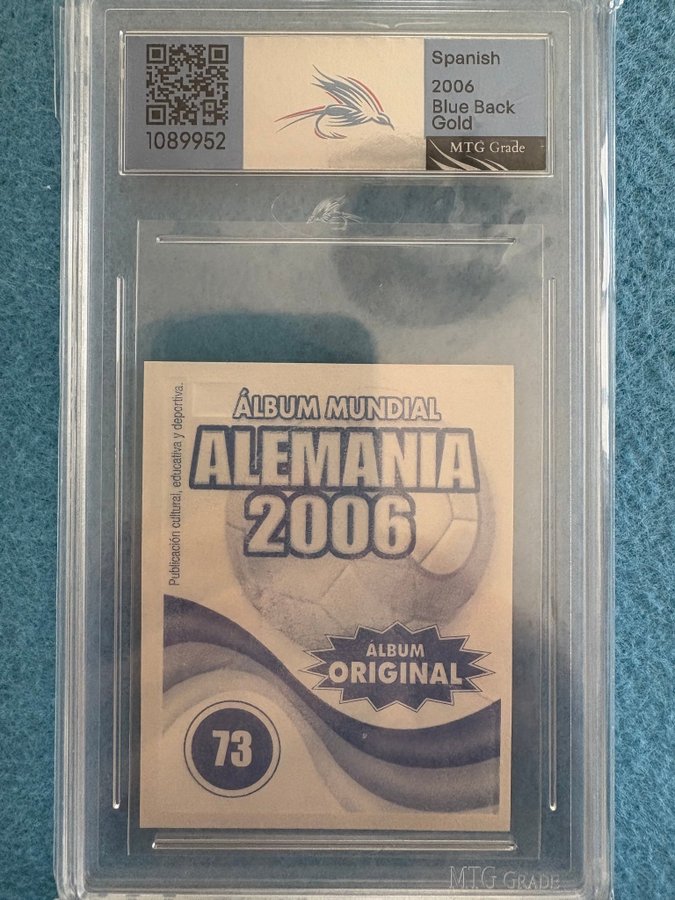 Spanish
2006
Blue Back
Gold
1089952
MTG Grade
Publicación cultural, educativa y deportiva.
ÁLBUM MUNDIAL
ALEMANIA
2006
ÁLBUM
ORIGINAL
73
MTG GRADE